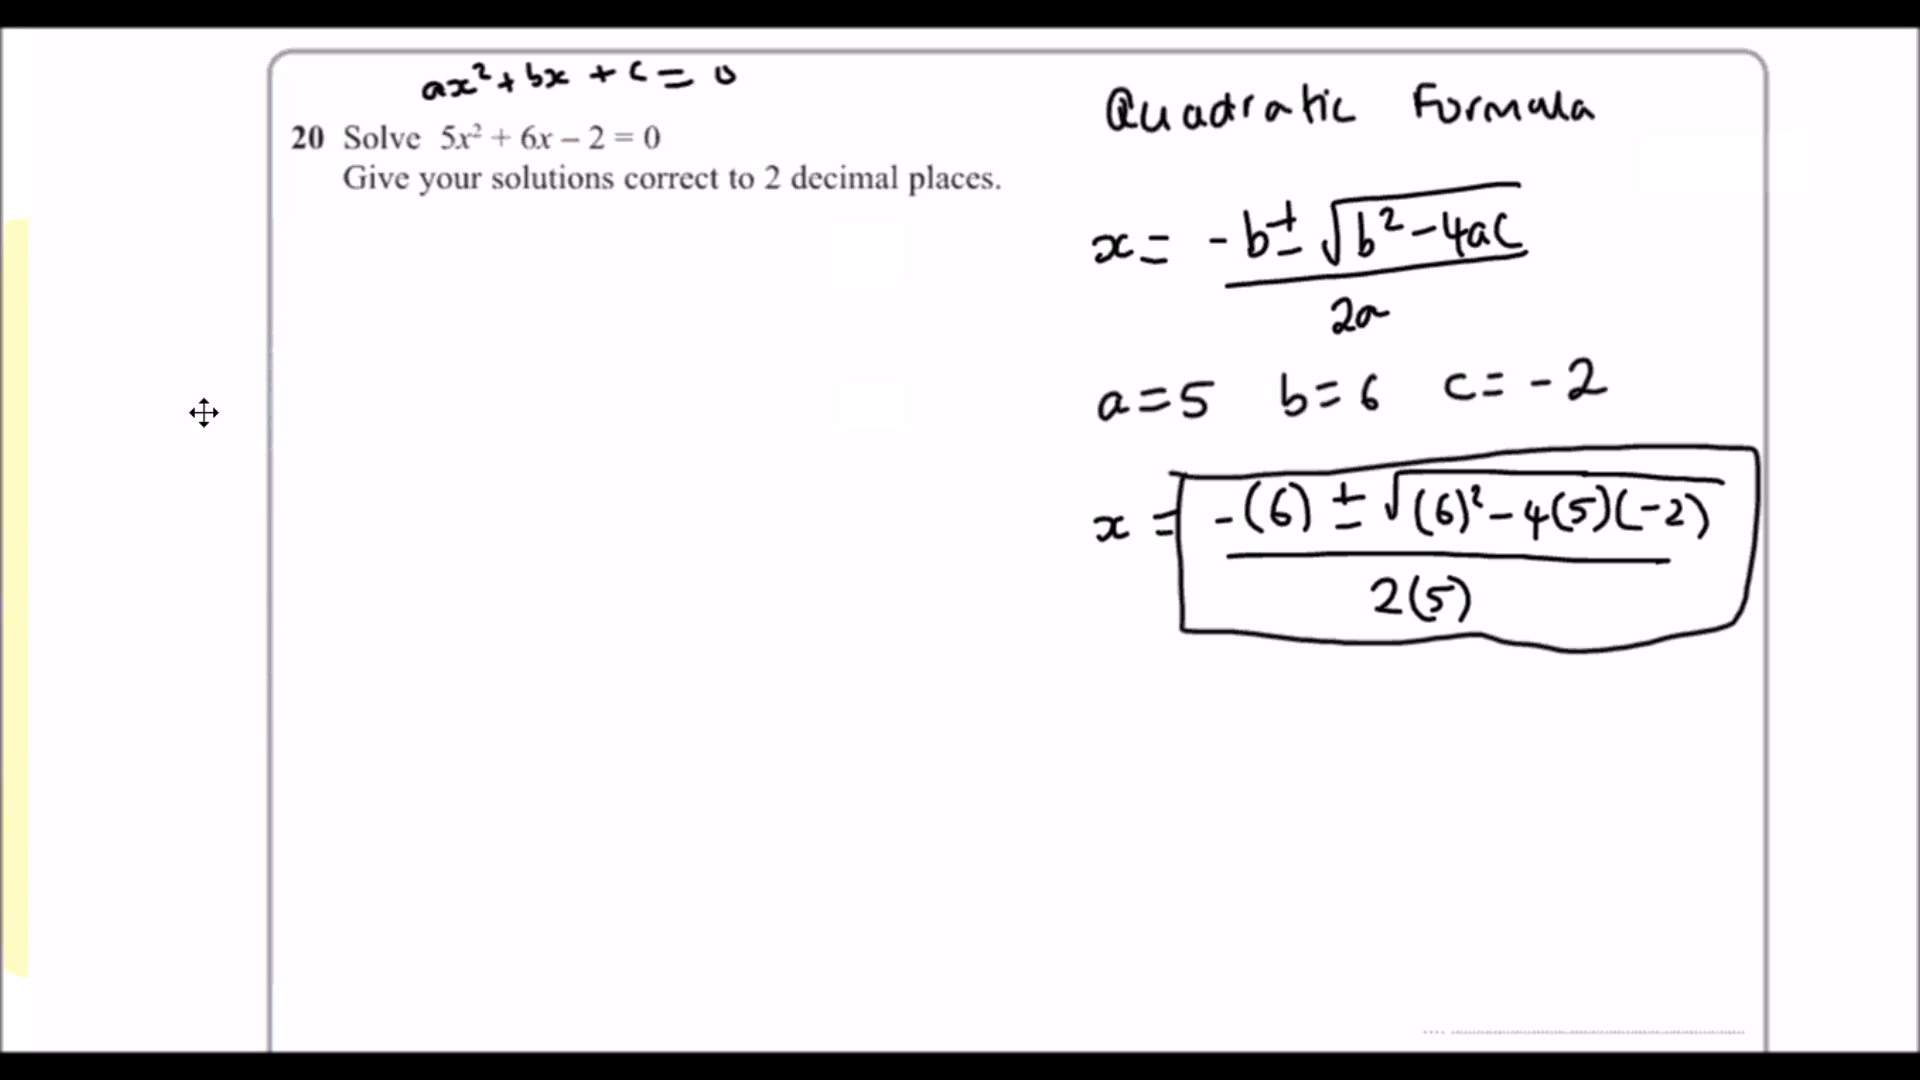 ax² + bx + c = 0
20 Solve 5x² + 6x – 2 = 0
Give your solutions correct to 2 decimal places.
Quadratic Formula
x = -b ± √b² - 4ac / 2a
a = 5 b = 6 c = -2
x = -(6) ± √(6)² - 4(5)(-2) / 2(5)